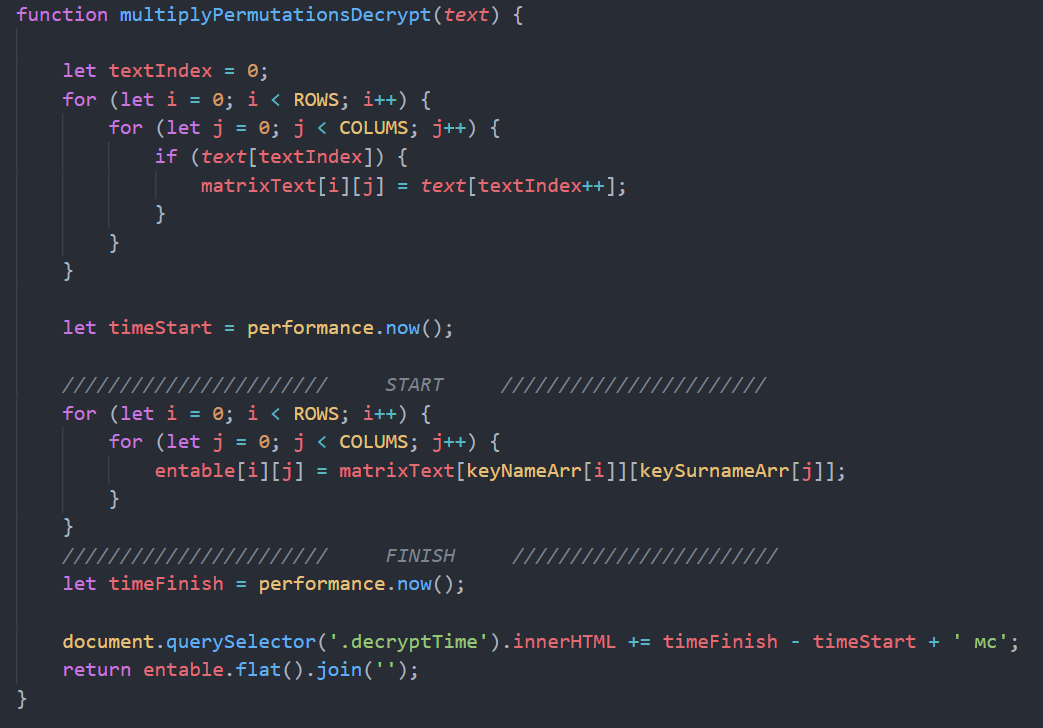 function multiplyPermutationsDecrypt(text) {
    let textIndex = 0;
    for (let i = 0; i < ROWS; i++) {
        for (let j = 0; j < COLUMS; j++) {
            if (text[textIndex]) {
                matrixText[i][j] = text[textIndex++];
            }
        }
    }
    let timeStart = performance.now();
    ///////////////////////     START     ///////////////////////
    for (let i = 0; i < ROWS; i++) {
        for (let j = 0; j < COLUMS; j++) {
            entable[i][j] = matrixText[keyNameArr[i]][keySurnameArr[j]];
        }
    }
    ///////////////////////     FINISH     ///////////////////////
    let timeFinish = performance.now();
    document.querySelector('.decryptTime').innerHTML += timeFinish - timeStart + ' мс';
    return entable.flat().join('');
}